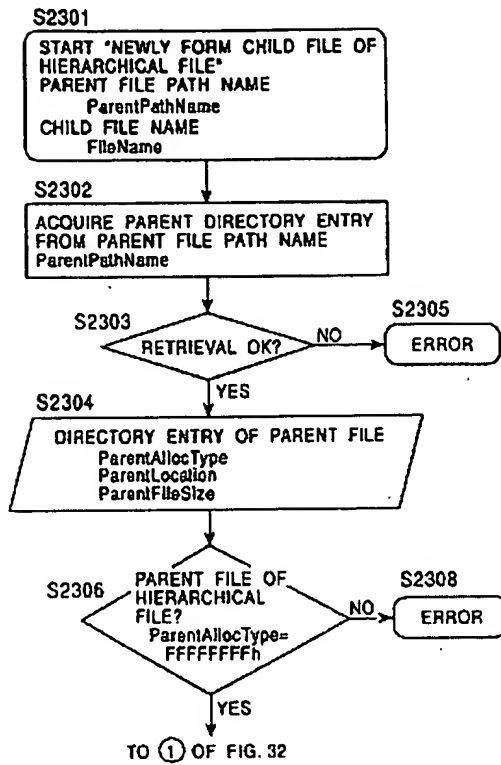 S2301
START "NEWLY FORM CHILD FILE OF
HIERARCHICAL FILE"
PARENT FILE PATH NAME
ParentPathName
CHILD FILE NAME
FileName
S2302
ACQUIRE PARENT DIRECTORY ENTRY
FROM PARENT FILE PATH NAME
ParentPathName
S2303
RETRIEVAL OK?
NO
S2305
ERROR
YES
S2304
DIRECTORY ENTRY OF PARENT FILE
ParentAllocType
ParentLocation
ParentFileSize
S2306
PARENT FILE OF
HIERARCHICAL
FILE?
ParentAllocType=
FFFFFFFFh
NO
S2308
ERROR
YES
TO 1 OF FIG. 32